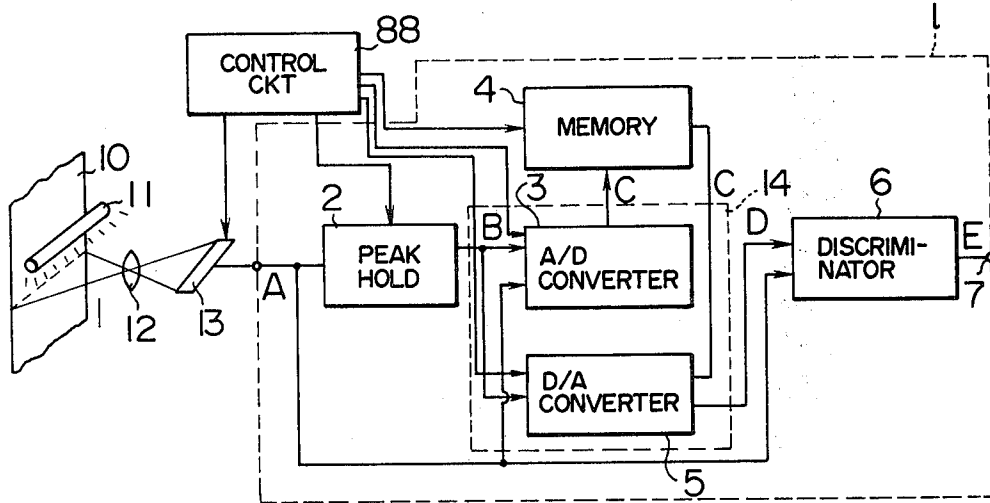 1
88
CONTROL
CKT
4
MEMORY
10
11
2
PEAK
HOLD
3
B
C
C
14
D
6
A/D
CONVERTER
DISCRIMI-
NATOR
E
7
A
12
13
D/A
CONVERTER
5